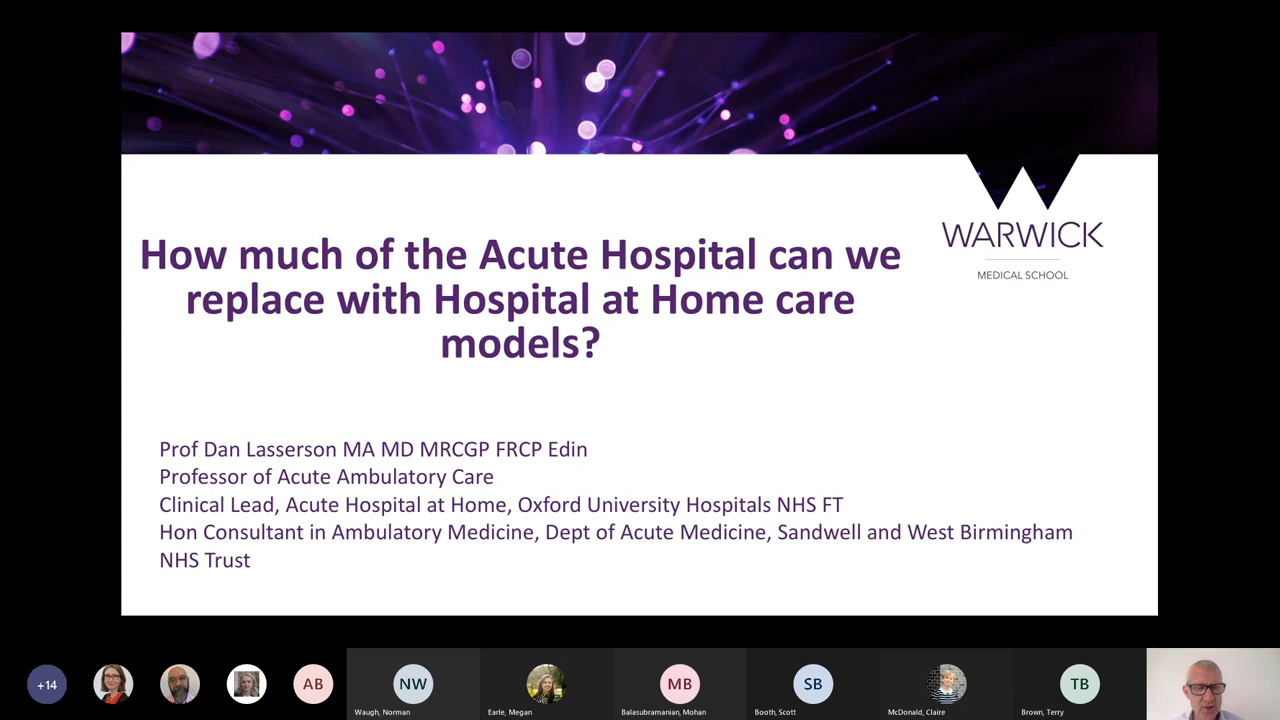 WARWICK
MEDICAL SCHOOL
How much of the Acute Hospital can we
replace with Hospital at Home care
models?
Prof Dan Lasserson MA MD MRCGP FRCP Edin
Professor of Acute Ambulatory Care
Clinical Lead, Acute Hospital at Home, Oxford University Hospitals NHS FT
Hon Consultant in Ambulatory Medicine, Dept of Acute Medicine, Sandwell and West Birmingham
NHS Trust
+14
AB
NW
MB
SB
TB
Waugh, Norman
Earle, Megan
Balasubramanian, Mohan
Booth, Scott
McDonald, Claire
Brown, Terry